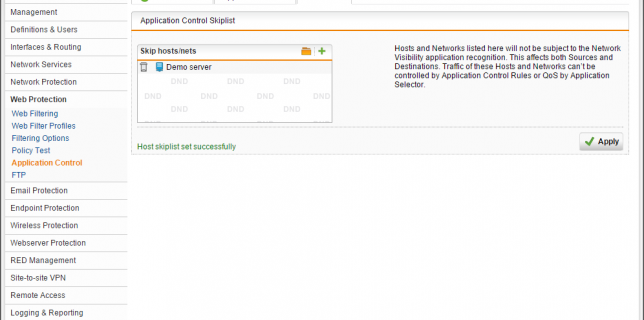 Management
Definitions & Users
Interfaces & Routing
Network Services
Network Protection
Web Protection
Web Filtering
Web Filter Profiles
Filtering Options
Policy Test
Application Control
FTP
Email Protection
Endpoint Protection
Wireless Protection
Webserver Protection
RED Management
Site-to-site VPN
Remote Access
Logging & Reporting
Application Control Skiplist
Skip hosts/nets
Demo server
DND DND DND
DND DND DND DND
DND DND DND
DND DND DND DND
Host skiplist set successfully
Hosts and Networks listed here will not be subject to the Network
Visibility application recognition. This affects both Sources and
Destinations. Traffic of these Hosts and Networks can't be
controlled by Application Control Rules or QoS by Application
Selector.
Apply